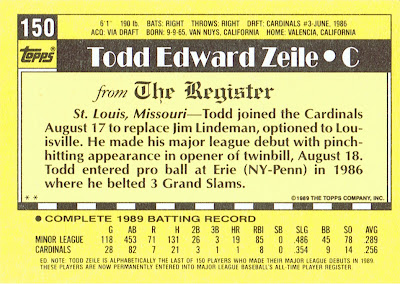 150 6'1" 190 lb. BATS: RIGHT THROWS: RIGHT DRFT: CARDINALS #3-JUNE, 1986
ACQ: VIA DRAFT BORN: 9-9-65, VAN NUYS, CALIFORNIA HOME: VALENCIA, CALIFORNIA
Topps Todd Edward Zeile • C
from The Register
St. Louis, Missouri—Todd joined the Cardinals
August 17 to replace Jim Lindeman, optioned to Lou-
isville. He made his major league debut with pinch-
hitting appearance in opener of twinbill, August 18.
Todd entered pro ball at Erie (NY-Penn) in 1986
where he belted 3 Grand Slams.
** ©1989 THE TOPPS COMPANY, INC.
• COMPLETE 1989 BATTING RECORD
G AB R H 2B 3B HR RBI SB SLG BB SO AVG
MINOR LEAGUE 118 453 71 131 26 3 19 85 0 .486 45 78 .289
CARDINALS 28 82 7 21 3 1 1 8 0 .354 9 14 .256
ED. NOTE: TODD ZEILE IS ALPHABETICALLY THE LAST OF 150 PLAYERS WHO MADE THEIR MAJOR LEAGUE DEBUTS IN 1989.
THESE PLAYERS ARE NOW PERMANENTLY ENTERED INTO MAJOR LEAGUE BASEBALL'S ALL TIME PLAYER REGISTER.